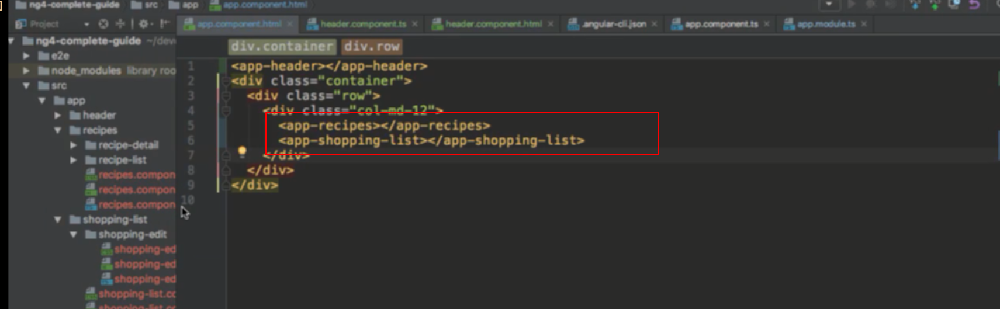 ng4-complete-guide src app app.component.html
Project
app.component.html header.component.ts header.component.html .angular-cli.json app.component.ts app.module.ts
ng4-complete-guide ~/dev
e2e
node_modules library roo
src
app
header
recipes
recipe-detail
recipe-list
recipes.compon
recipes.compon
recipes.compon
shopping-list
shopping-edit
shopping-ed
shopping-ed
shopping-ed
shopping-list.cc
div.container div.row
1 <app-header></app-header>
2 <div class="container">
3 <div class="row">
4 <div class="col-md-12">
5 <app-recipes></app-recipes>
6 <app-shopping-list></app-shopping-list>
7 </div>
8 </div>
9 </div>
10